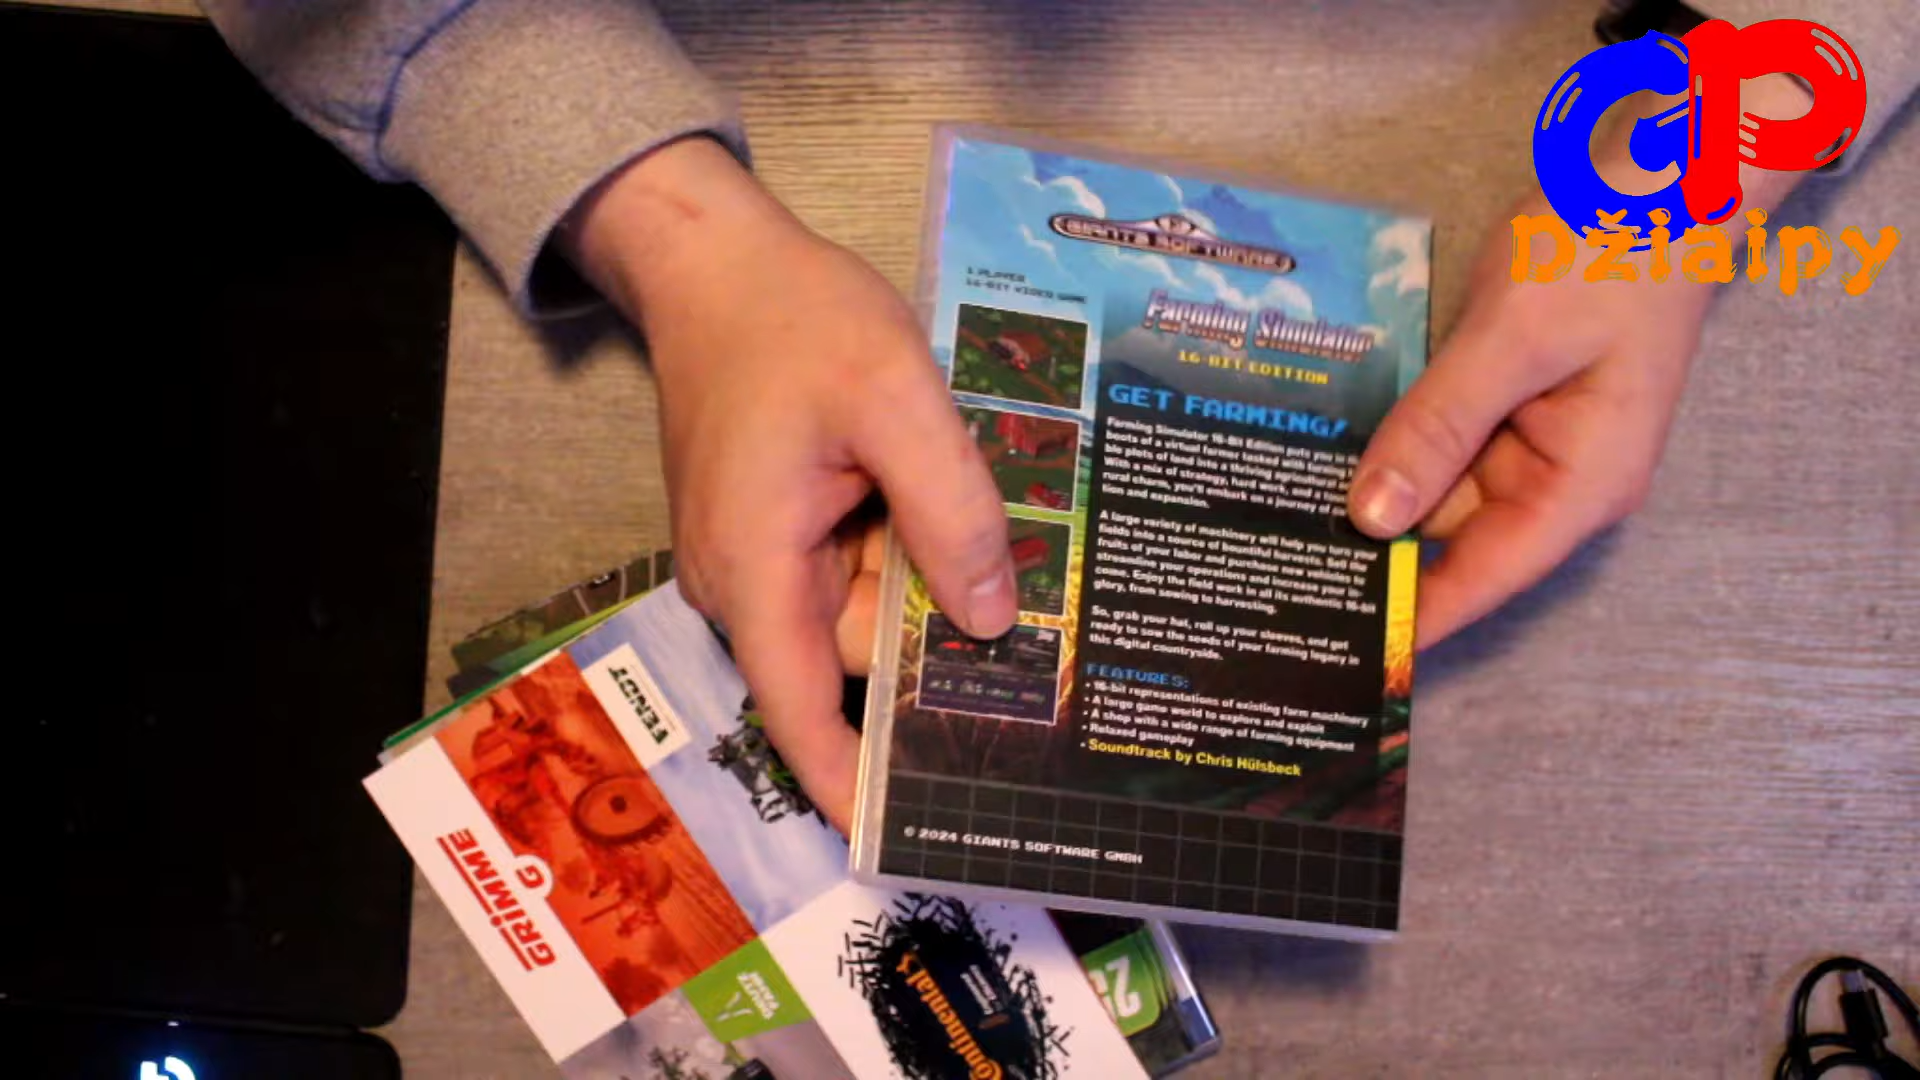 GP
Džiaipy
GIANTS SOFTWARE
1 PLAYER
16-BIT VIDEO GAME
Farming Simulator
16-BIT EDITION
GET FARMING!
Farming Simulator 16-Bit Edition puts you in
boots of a virtual farmer tasked with turning
ble plots of land into a thriving agricultural
With a mix of strategy, hard work, and a
rural charm, you'll embark on a journey of
tion and expansion.
A large variety of machinery will help you turn your
fields into a source of bountiful harvests. Sell the
fruits of your labor and purchase new vehicles to
streamline your operations and increase your in-
come. Enjoy the field work in all its authentic 16-bit
glory, from sowing to harvesting.
So, grab your hat, roll up your sleeves, and get
ready to sow the seeds of your farming legacy in
this digital countryside.
FEATURES:
• 16-bit representations of existing farm machinery
• A large game world to explore and exploit
• A shop with a wide range of farming equipment
• Relaxed gameplay
• Soundtrack by Chris Hülsbeck
© 2024 GIANTS SOFTWARE GMBH
FENDT
GRIMME
G
Continental